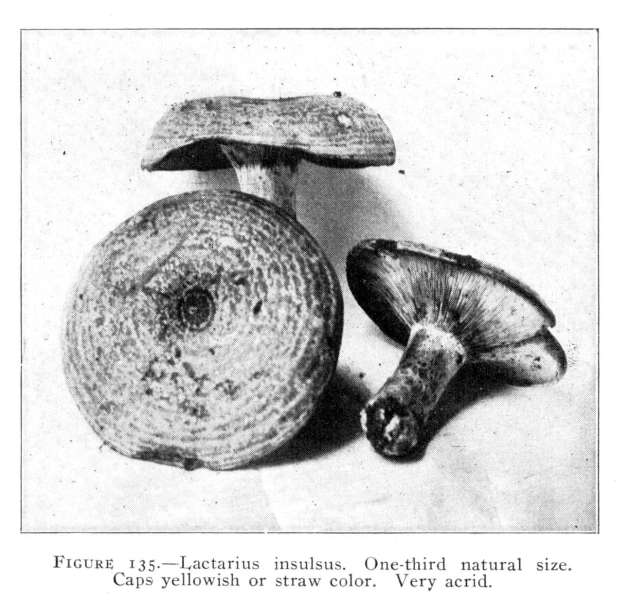 FIGURE 135.—Lactarius insulsus. One-third natural size.
Caps yellowish or straw color. Very acrid.